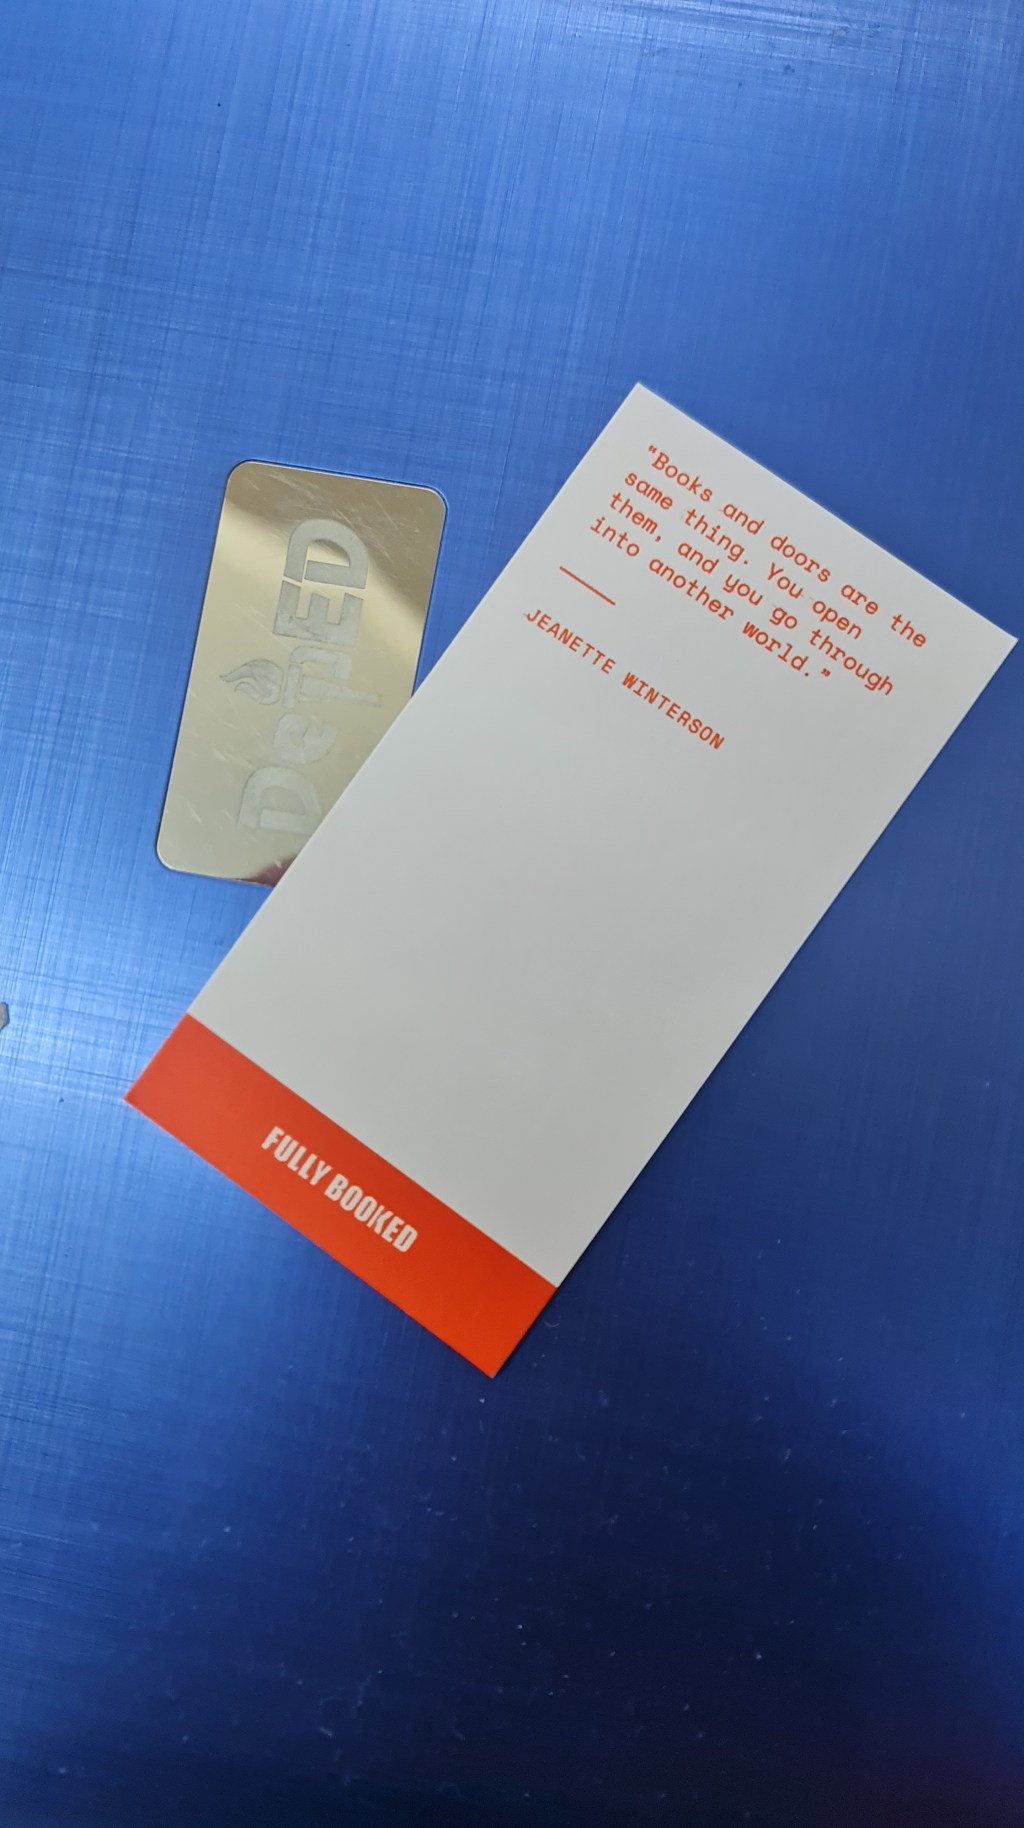 "Books and doors are the
same thing. You open
them, and you go through
into another world."
JEANETTE WINTERSON
FULLY BOOKED